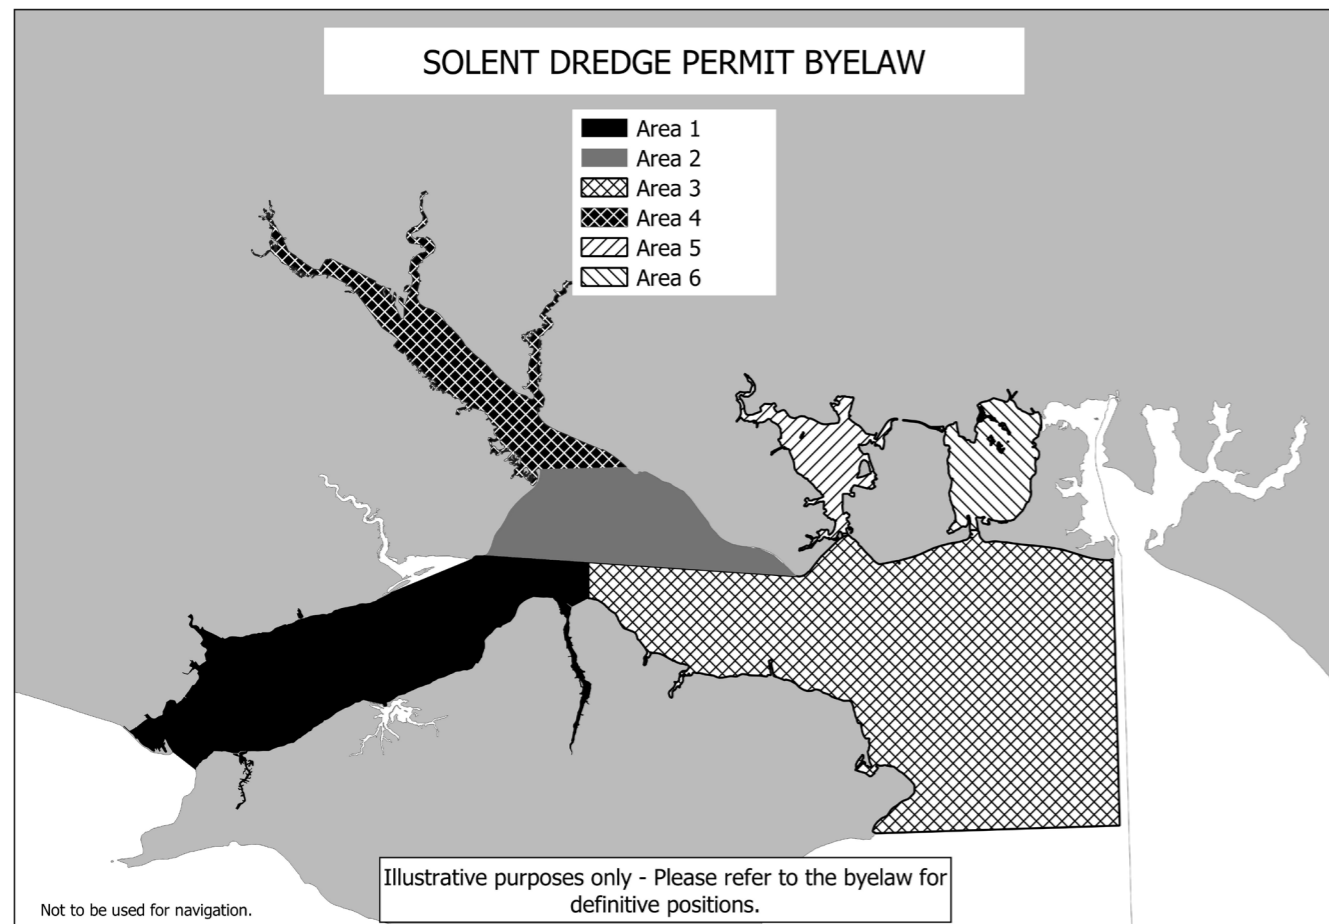 SOLENT DREDGE PERMIT BYELAW
Area 1
Area 2
Area 3
Area 4
Area 5
Area 6
Illustrative purposes only - Please refer to the byelaw for
definitive positions.
Not to be used for navigation.